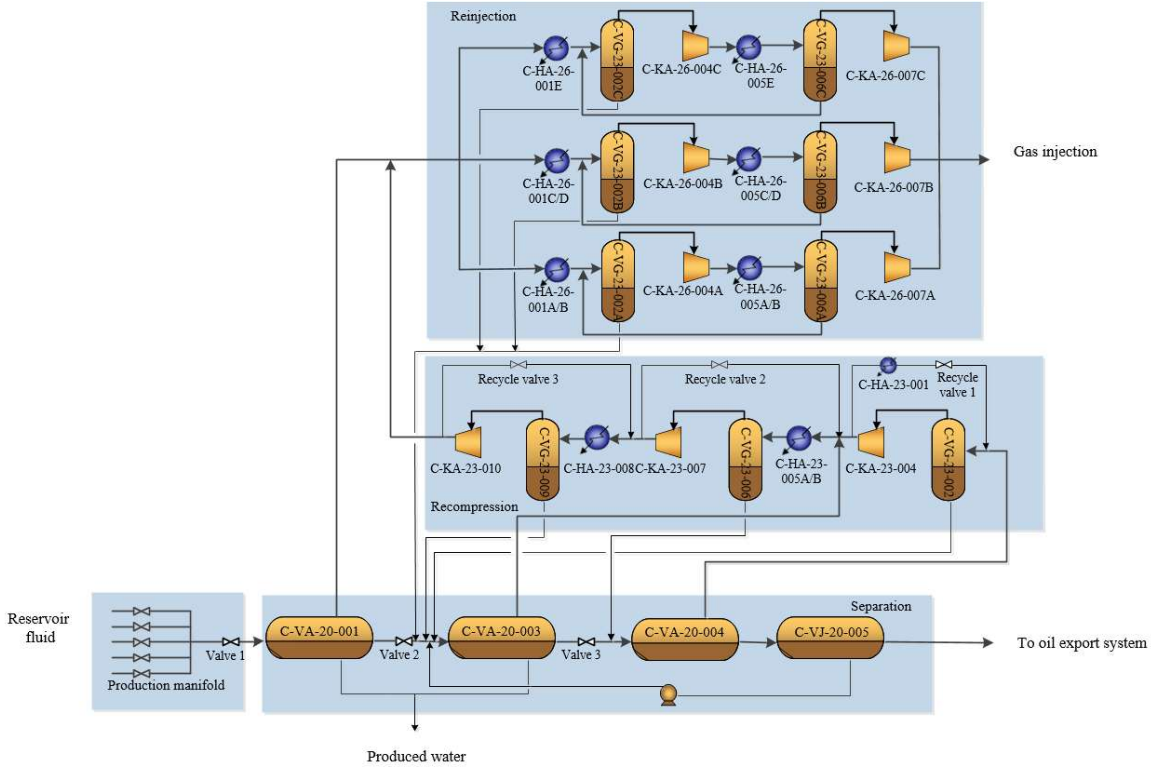 Reinjection
C-VG-23-002C
C-VG-23-006C
C-HA-26-
001E
C-KA-26-004C
C-HA-26-
005E
C-KA-26-007C
C-VG-23-002B
C-VG-23-006B
Gas injection
C-HA-26-
001C/D
C-KA-26-004B
C-HA-26-
005C/D
C-KA-26-007B
C-VG-23-002A
C-VG-23-006A
C-HA-26-
001A/B
C-KA-26-004A
C-HA-26-
005A/B
C-KA-26-007A
Recycle valve 3
Recycle valve 2
C-HA-23-001
Recycle
valve 1
C-KA-23-010
C-VG-23-009
C-HA-23-008
C-KA-23-007
C-VG-23-006
C-HA-23-
005A/B
C-KA-23-004
C-VG-23-002
Recompression
Separation
Reservoir
fluid
C-VA-20-001
C-VA-20-003
C-VA-20-004
C-VJ-20-005
Valve 1
Valve 2
Valve 3
To oil export system
Production manifold
Produced water